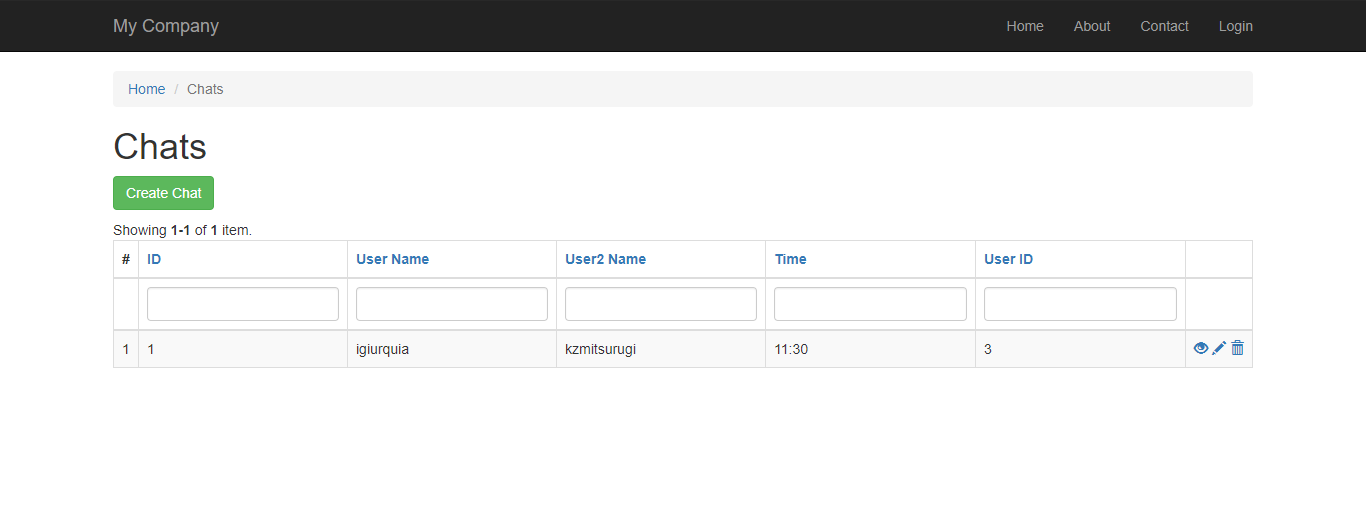 My Company Home About Contact Login
Home / Chats
Chats
Create Chat
Showing 1-1 of 1 item.
# ID User Name User2 Name Time User ID
1 1 igiurquia kzmitsurugi 11:30 3